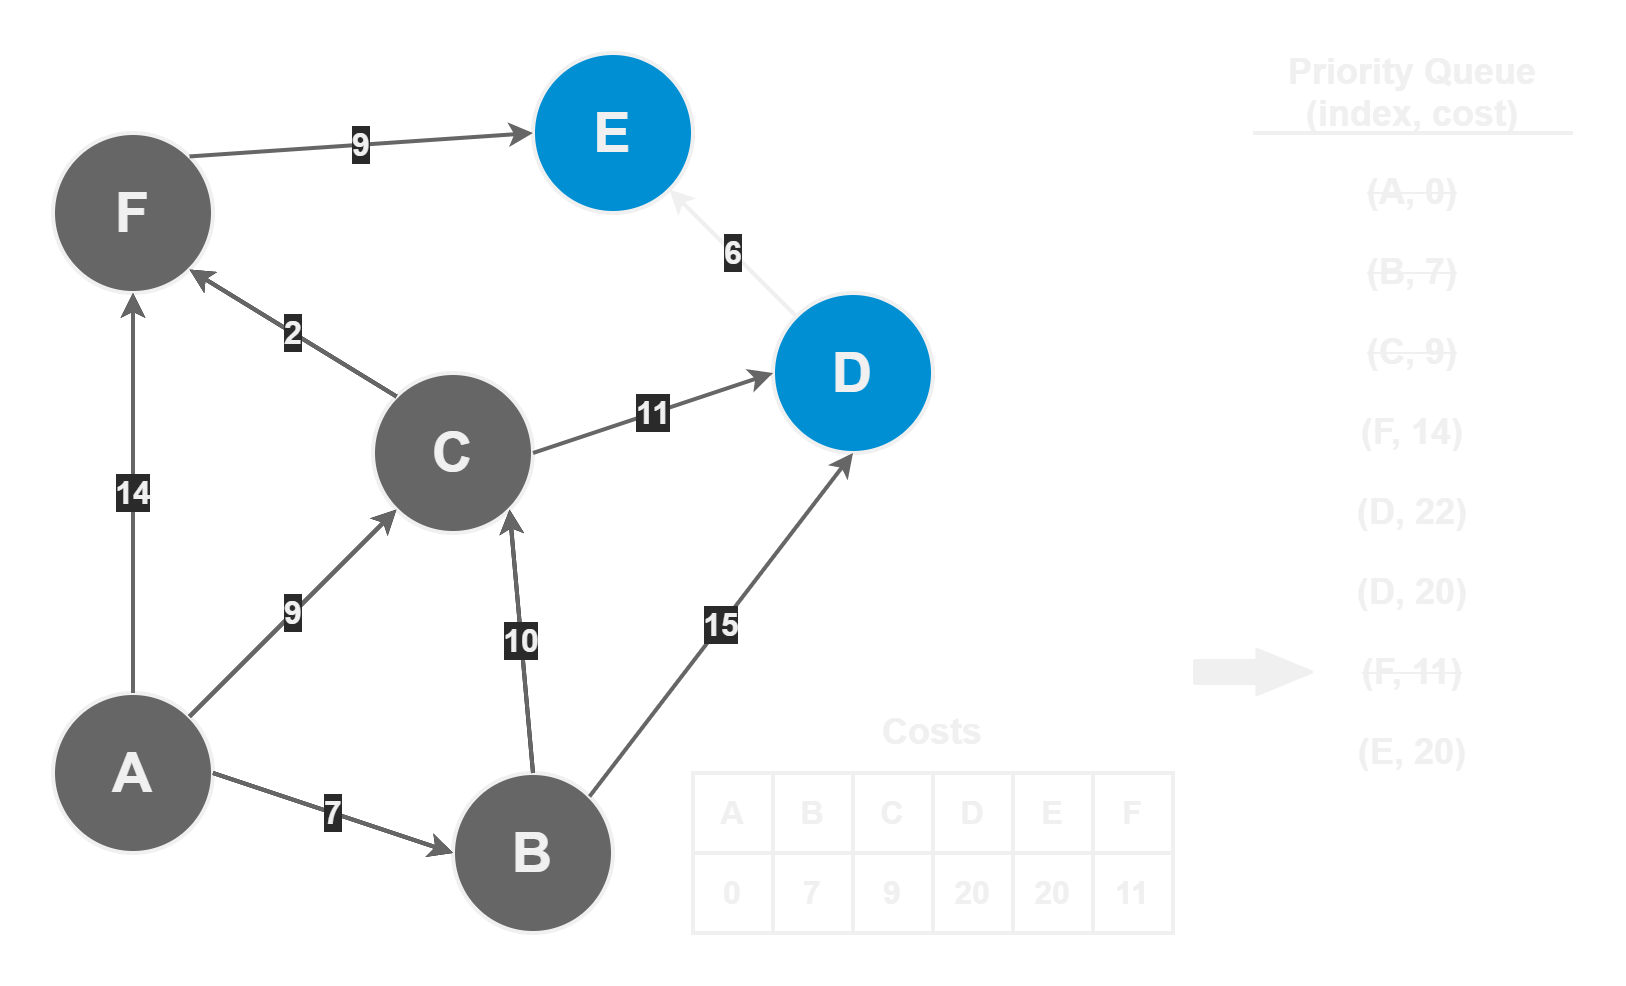 E
9
F
6
2
D
11
C
14
9
10
15
A
7
B
Priority Queue
(index, cost)
(A, 0)
(B, 7)
(C, 9)
(F, 14)
(D, 22)
(D, 20)
(F, 11)
(E, 20)
Costs
A B C D E F
0 7 9 20 20 11